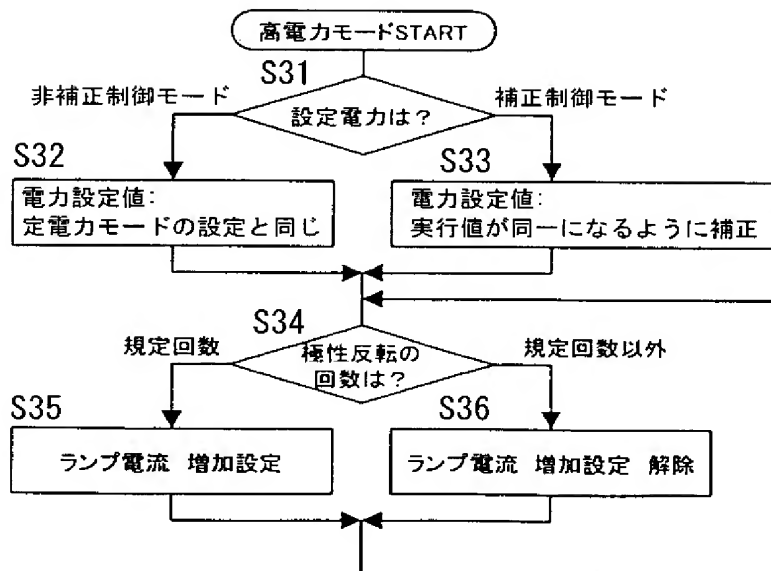 高電力モードSTART
S31
非補正制御モード
設定電力は?
補正制御モード
S32
S33
電力設定値:
定電力モードの設定と同じ
電力設定値:
実行値が同一になるように補正
S34
規定回数
極性反転の
回数は?
規定回数以外
S35
S36
ランプ電流 増加設定
ランプ電流 増加設定 解除